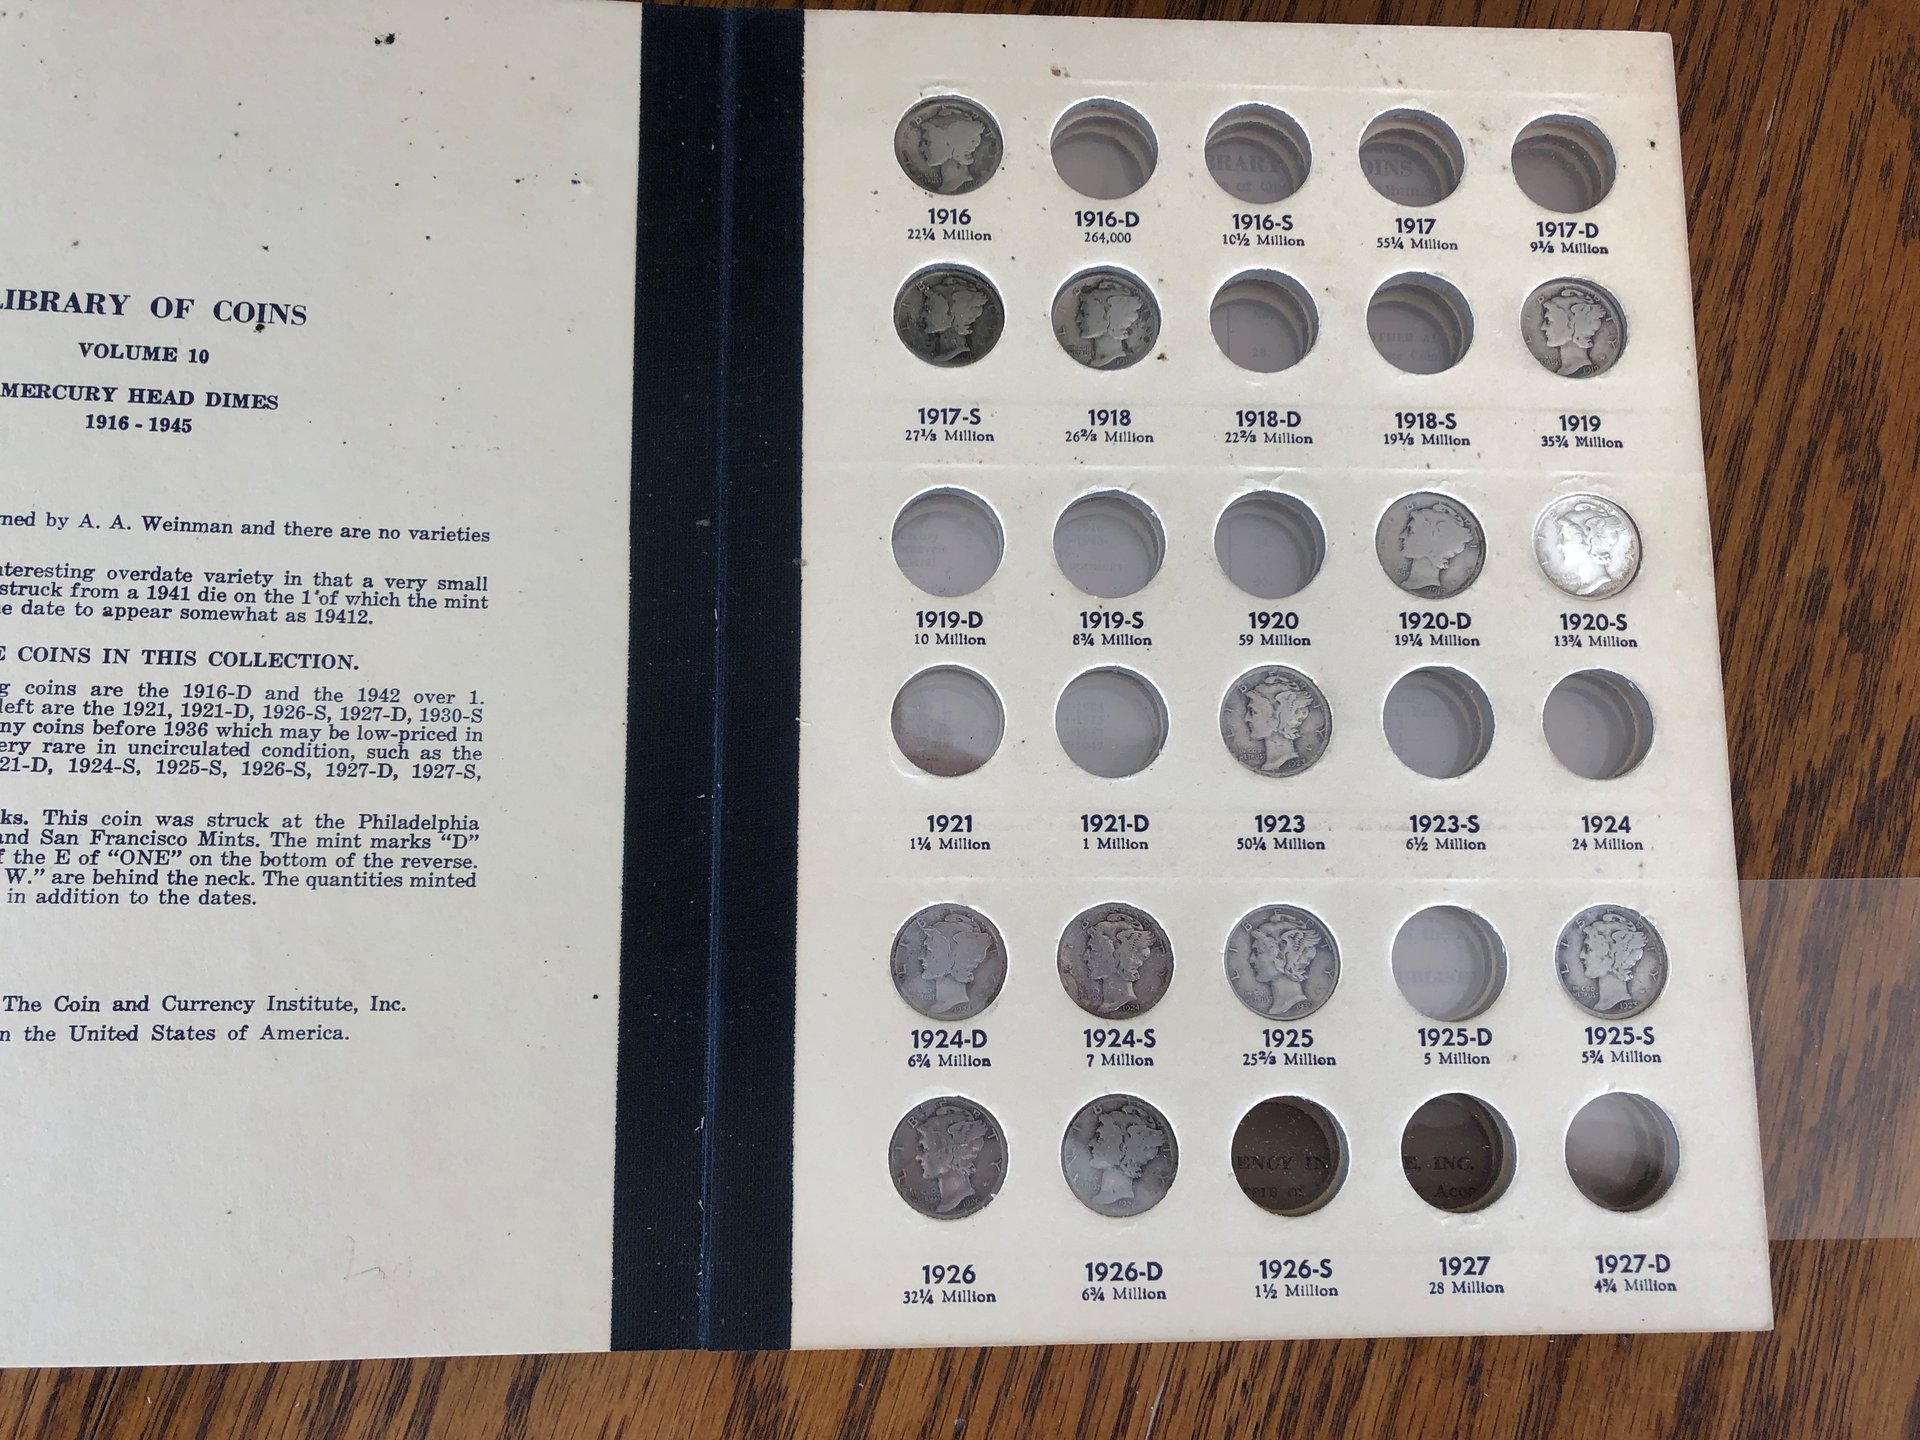 LIBRARY OF COINS
VOLUME 10
MERCURY HEAD DIMES
1916 - 1945
by A. A. Weinman and there are no varieties
interesting overdate variety in that a very small
struck from a 1941 die on the 1 of which the mint
date to appear somewhat as 19412.
COINS IN THIS COLLECTION.
coins are the 1916-D and the 1942 over 1.
left are the 1921, 1921-D, 1926-S, 1927-D, 1930-S
coins before 1936 which may be low-priced in
rare in uncirculated condition, such as the
21-D, 1924-S, 1925-S, 1926-S, 1927-D, 1927-S,
This coin was struck at the Philadelphia
and San Francisco Mints. The mint marks “D”
the E of “ONE” on the bottom of the reverse.
W.” are behind the neck. The quantities minted
in addition to the dates.
The Coin and Currency Institute, Inc.
the United States of America.
1916 1916-D 1916-S 1917 1917-D
22¼ Million 264,000 10½ Million 55¼ Million 9⅓ Million
1917-S 1918 1918-D 1918-S 1919
27⅓ Million 26⅔ Million 22⅔ Million 19⅓ Million 35¾ Million
1919-D 1919-S 1920 1920-D 1920-S
10 Million 8¾ Million 59 Million 19¼ Million 13¾ Million
1921 1921-D 1923 1923-S 1924
1¼ Million 1 Million 50¼ Million 6½ Million 24 Million
1924-D 1924-S 1925 1925-D 1925-S
6¾ Million 7 Million 25⅔ Million 5 Million 5¾ Million
1926 1926-D 1926-S 1927 1927-D
32¼ Million 6¾ Million 1½ Million 28 Million 4¾ Million